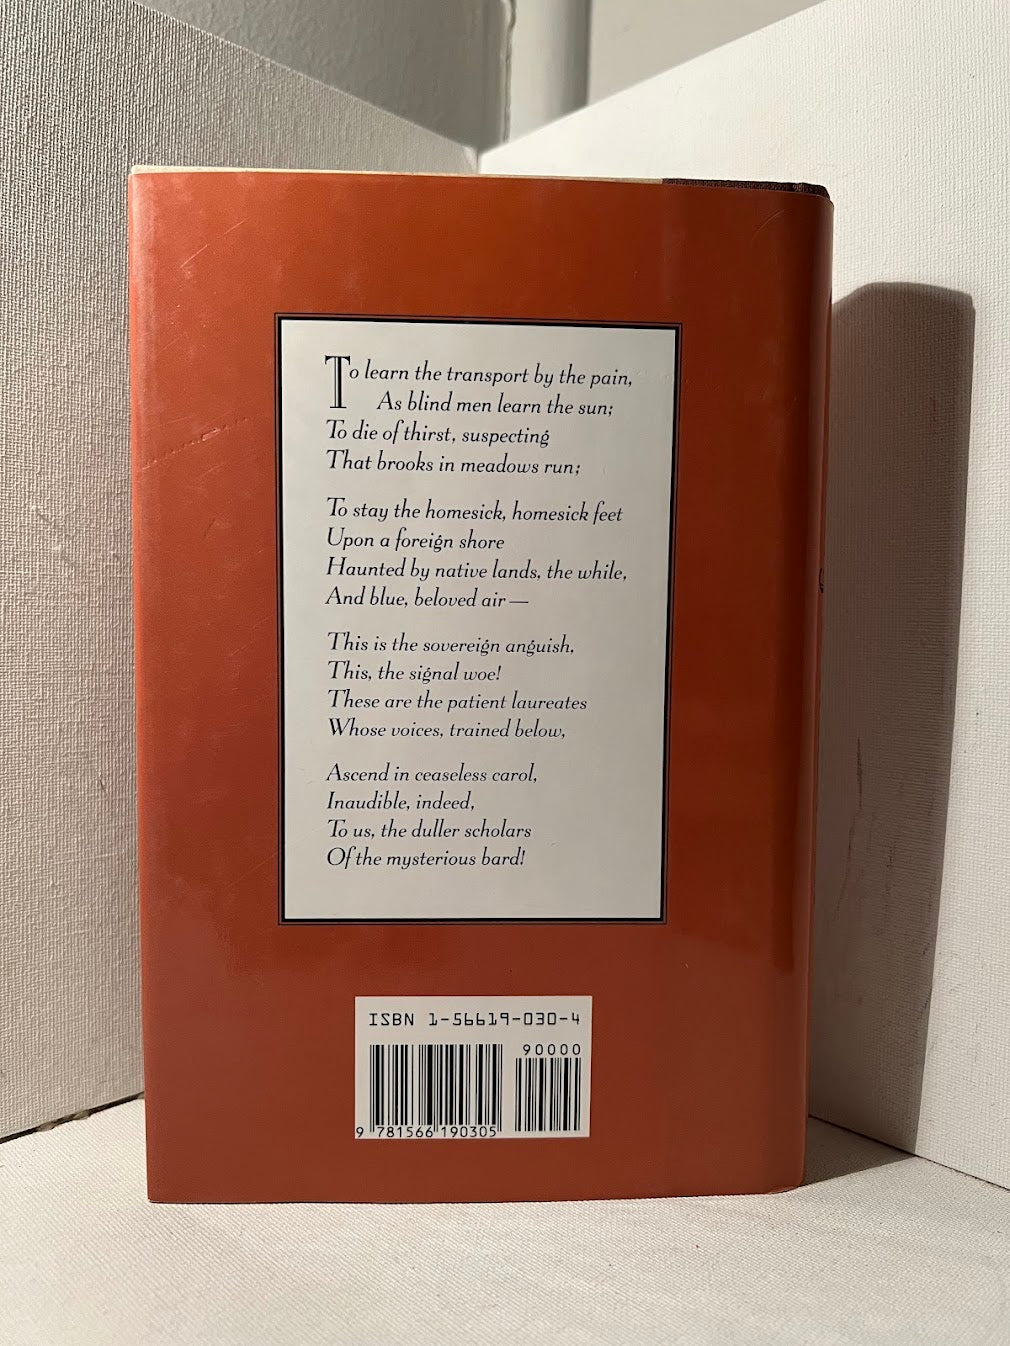 To learn the transport by the pain,
As blind men learn the sun;
To die of thirst, suspecting
That brooks in meadows run;
To stay the homesick, homesick feet
Upon a foreign shore
Haunted by native lands, the while,
And blue, beloved air—
This is the sovereign anguish,
This, the signal woe!
These are the patient laureates
Whose voices, trained below,
Ascend in ceaseless carol,
Inaudible, indeed,
To us, the duller scholars
Of the mysterious bard!
ISBN 1-56619-030-4
90000
9 781566 190305